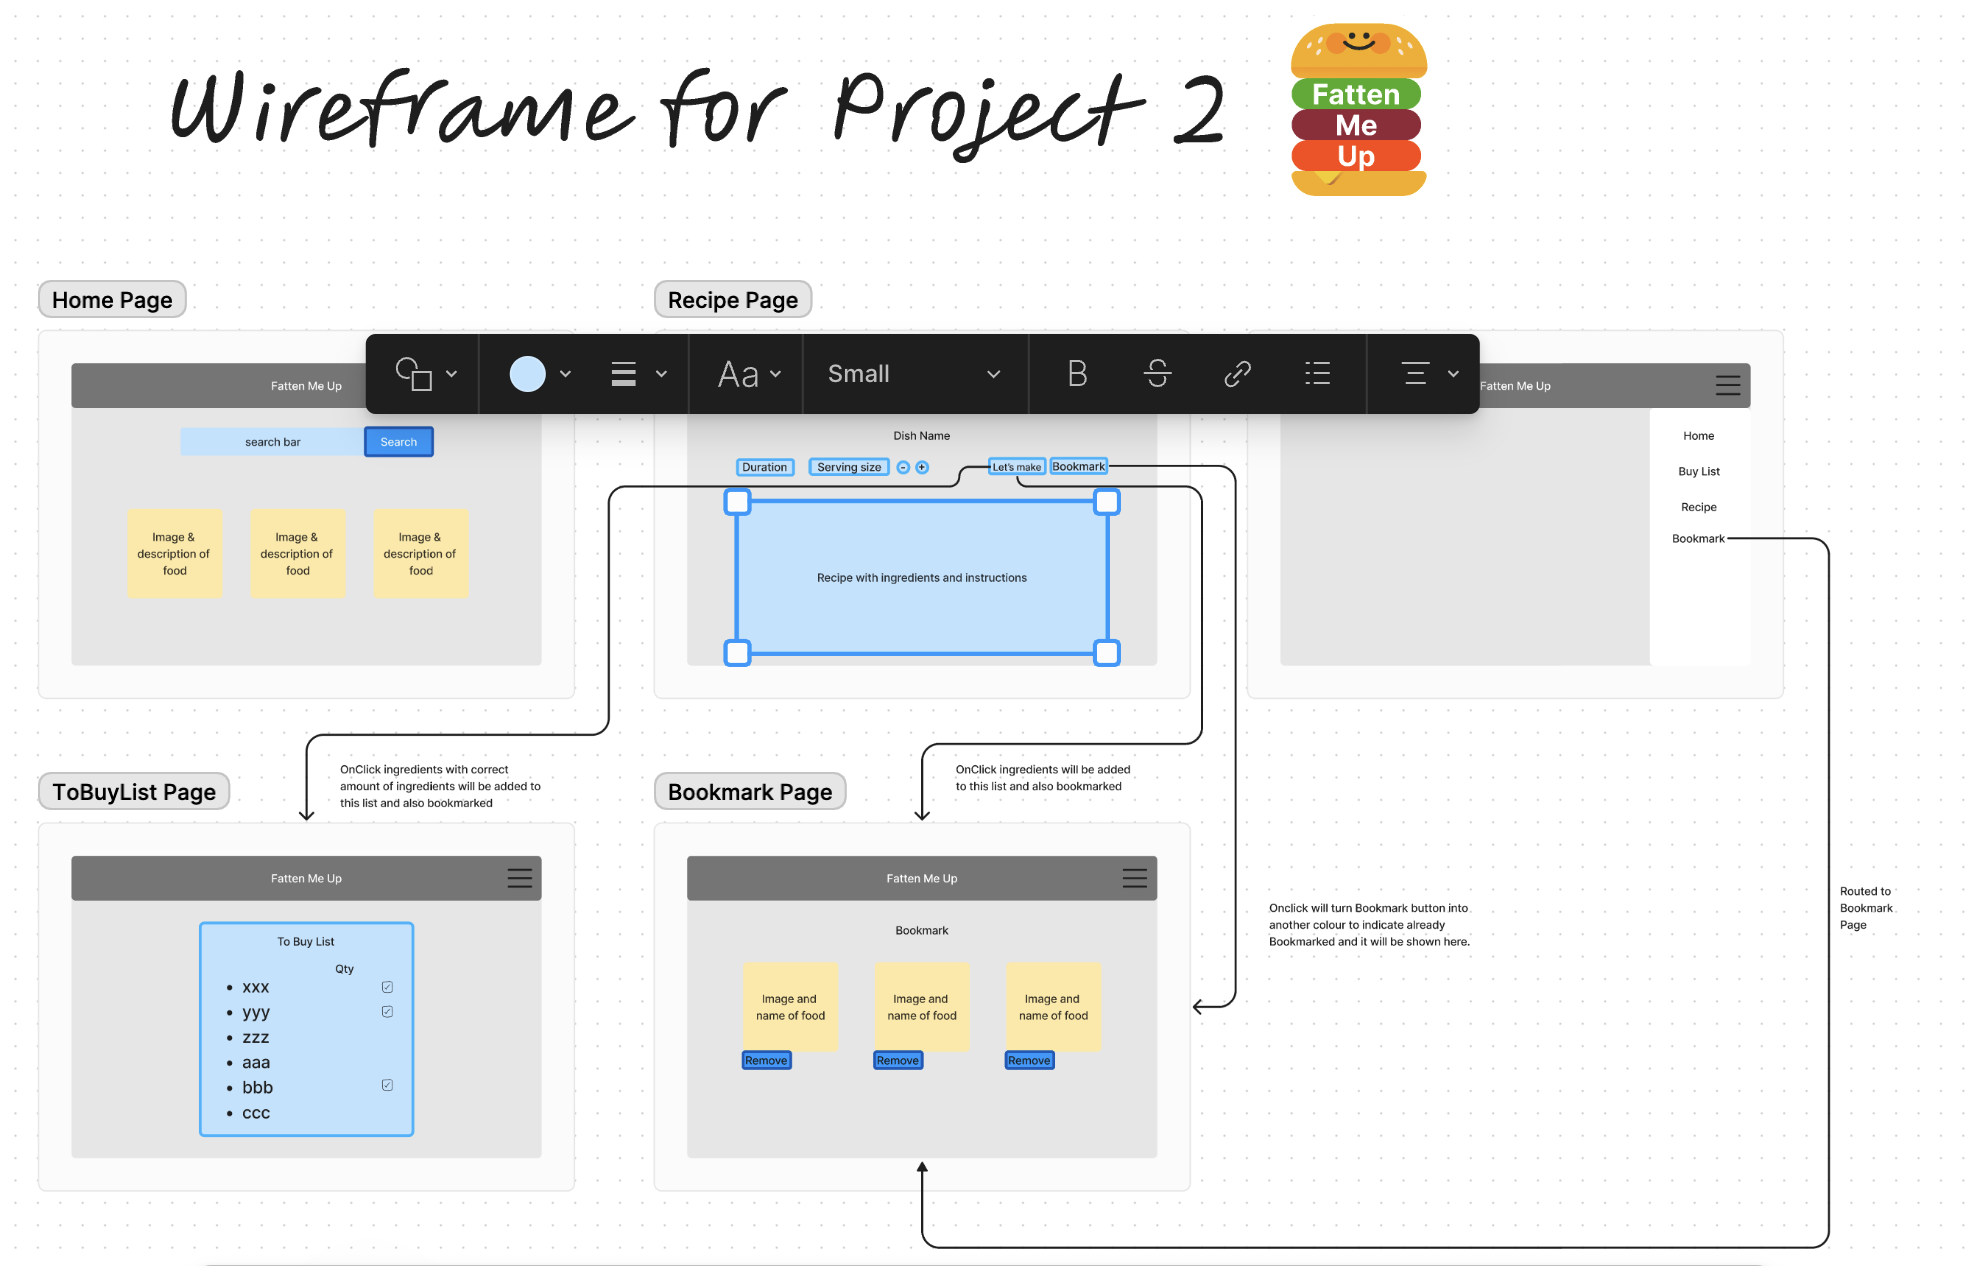 Wireframe for Project 2
Fatten
Me
Up
Home Page
Recipe Page
Aa
Small
B
S
Fatten Me Up
search bar
Search
Image &
description of
food
Image &
description of
food
Image &
description of
food
Dish Name
Duration
Serving size
-
+
Let's make
Bookmark
Recipe with ingredients and instructions
Fatten Me Up
Home
Buy List
Recipe
Bookmark
OnClick ingredients with correct
amount of ingredients will be added to
this list and also bookmarked
OnClick ingredients will be added
to this list and also bookmarked
ToBuyList Page
Bookmark Page
Fatten Me Up
To Buy List
Qty
• xxx
• yyy
• zzz
• aaa
• bbb
• ccc
Fatten Me Up
Bookmark
Image and
name of food
Image and
name of food
Image and
name of food
Remove
Remove
Remove
Onclick will turn Bookmark button into
another colour to indicate already
Bookmarked and it will be shown here.
Routed to
Bookmark
Page